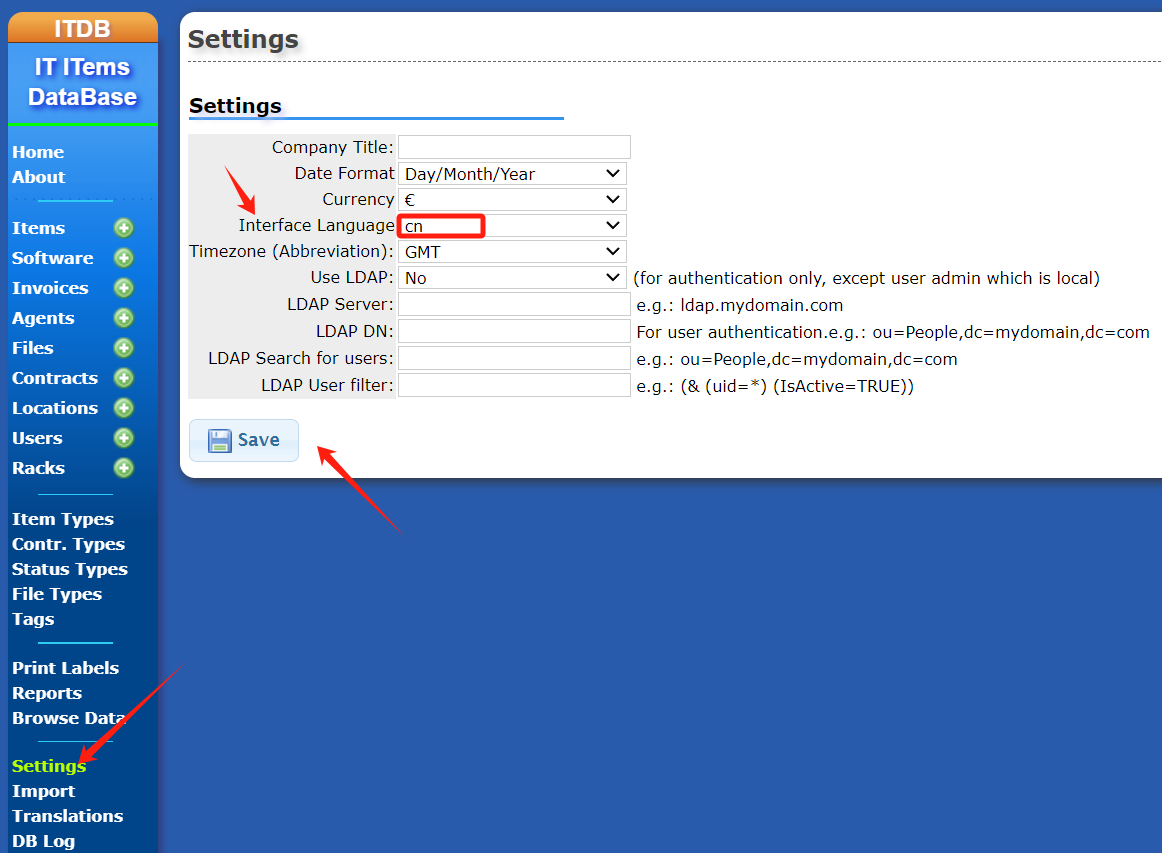 ITDB
IT ITems
DataBase
Home
About
Items
Software
Invoices
Agents
Files
Contracts
Locations
Users
Racks
Item Types
Contr. Types
Status Types
File Types
Tags
Print Labels
Reports
Browse Data
Settings
Import
Translations
DB Log
Settings
Settings
Company Title:
Date Format Day/Month/Year
Currency €
Interface Language cn
Timezone (Abbreviation): GMT
Use LDAP: No (for authentication only, except user admin which is local)
LDAP Server: e.g.: ldap.mydomain.com
LDAP DN: For user authentication.e.g.: ou=People,dc=mydomain,dc=com
LDAP Search for users: e.g.: ou=People,dc=mydomain,dc=com
LDAP User filter: e.g.: (& (uid=*) (IsActive=TRUE))
Save